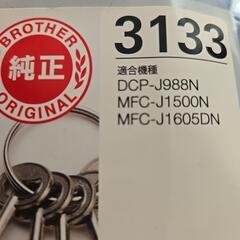 BROTHER
純正
ORIGINAL
3133
適合機種
DCP-J988N
MFC-J1500N
MFC-J1605DN